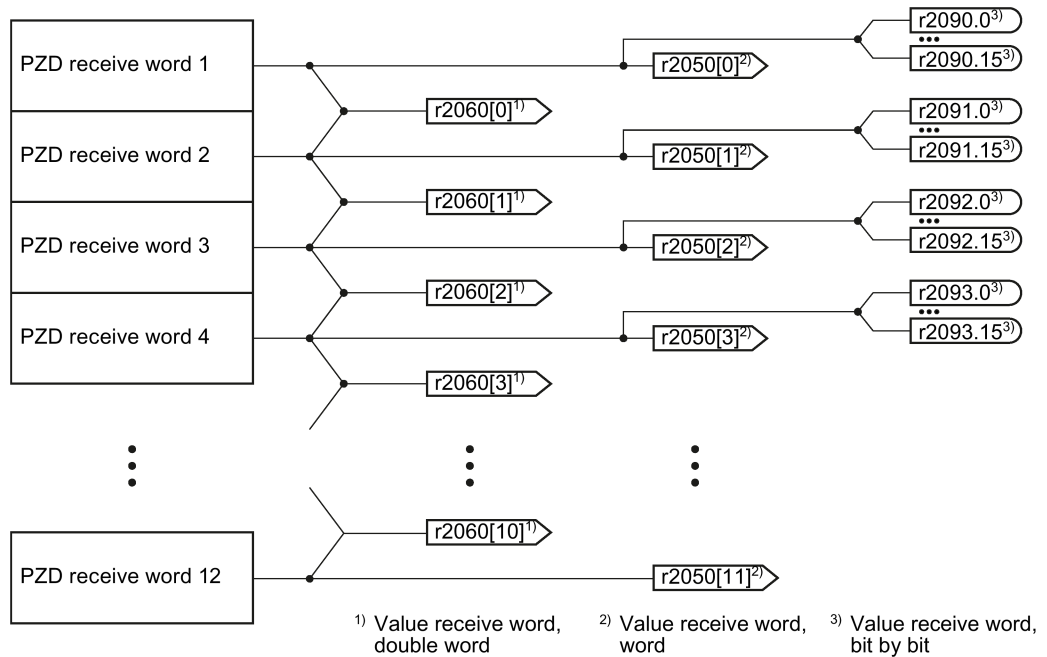 PZD receive word 1
r2050[0]2)
r2090.03)
•••
r2090.153)
r2060[0]1)
PZD receive word 2
r2050[1]2)
r2091.03)
•••
r2091.153)
r2060[1]1)
PZD receive word 3
r2050[2]2)
r2092.03)
•••
r2092.153)
r2060[2]1)
PZD receive word 4
r2050[3]2)
r2093.03)
•••
r2093.153)
r2060[3]1)
r2060[10]1)
PZD receive word 12
r2050[11]2)
1) Value receive word,
double word
2) Value receive word,
word
3) Value receive word,
bit by bit